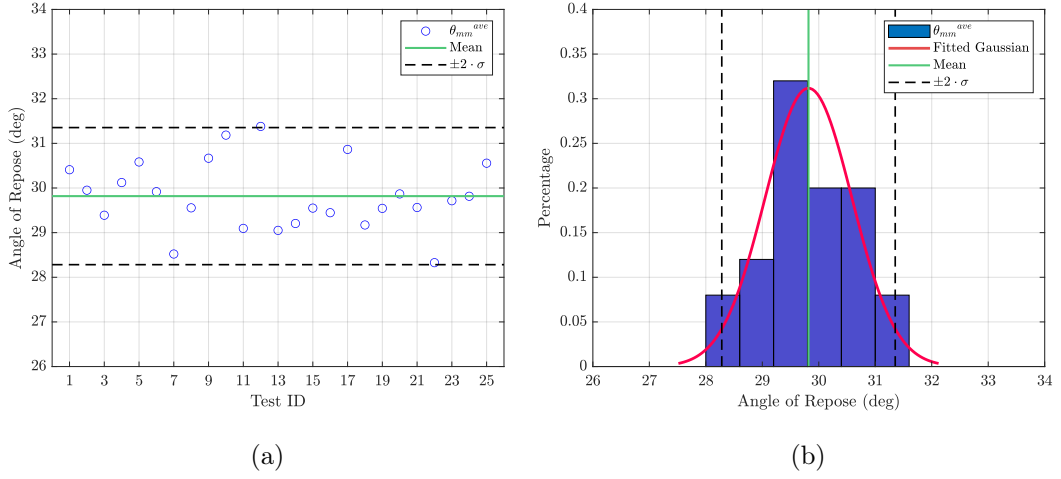 34
33
32
31
30
29
28
27
26
Angle of Repose (deg)
1 3 5 7 9 11 13 15 17 19 21 23 25
Test ID
θmm^ave
Mean
±2 · σ
(a)
0.4
0.35
0.3
0.25
0.2
0.15
0.1
0.05
0
Percentage
26 27 28 29 30 31 32 33 34
Angle of Repose (deg)
θmm^ave
Fitted Gaussian
Mean
±2 · σ
(b)